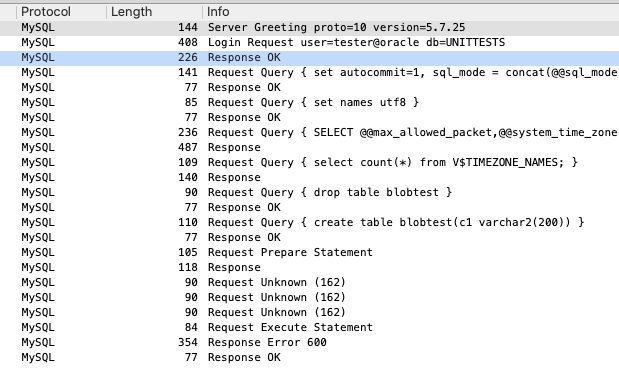 Protocol Length Info
MySQL 144 Server Greeting proto=10 version=5.7.25
MySQL 408 Login Request user=tester@oracle db=UNITTESTS
MySQL 226 Response OK
MySQL 141 Request Query { set autocommit=1, sql_mode = concat(@@sql_mode
MySQL 77 Response OK
MySQL 85 Request Query { set names utf8 }
MySQL 77 Response OK
MySQL 236 Request Query { SELECT @@max_allowed_packet,@@system_time_zone
MySQL 487 Response
MySQL 109 Request Query { select count(*) from V$TIMEZONE_NAMES; }
MySQL 140 Response
MySQL 90 Request Query { drop table blobtest }
MySQL 77 Response OK
MySQL 110 Request Query { create table blobtest(c1 varchar2(200)) }
MySQL 77 Response OK
MySQL 105 Request Prepare Statement
MySQL 118 Response
MySQL 90 Request Unknown (162)
MySQL 90 Request Unknown (162)
MySQL 90 Request Unknown (162)
MySQL 84 Request Execute Statement
MySQL 354 Response Error 600
MySQL 77 Response OK